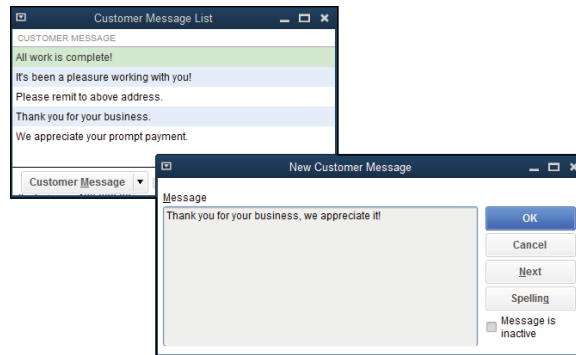 Customer Message List
CUSTOMER MESSAGE
All work is complete!
It's been a pleasure working with you!
Please remit to above address.
Thank you for your business.
We appreciate your prompt payment.
Customer Message
New Customer Message
Message
Thank you for your business, we appreciate it!
OK
Cancel
Next
Spelling
Message is
inactive